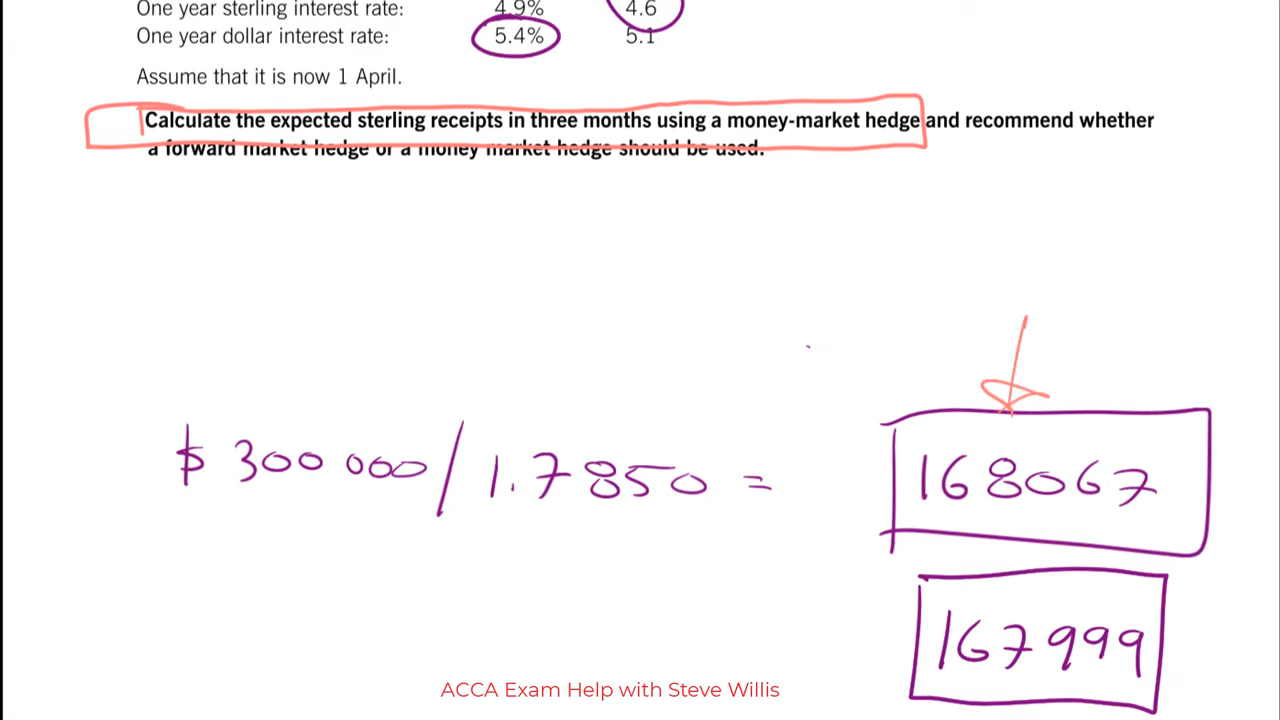 One year sterling interest rate: 4.9% 4.6
One year dollar interest rate: 5.4% 5.1
Assume that it is now 1 April.
Calculate the expected sterling receipts in three months using a money-market hedge and recommend whether
a forward market hedge or a money market hedge should be used.
$ 300 000 / 1.7850 = 168067
167999
ACCA Exam Help with Steve Willis